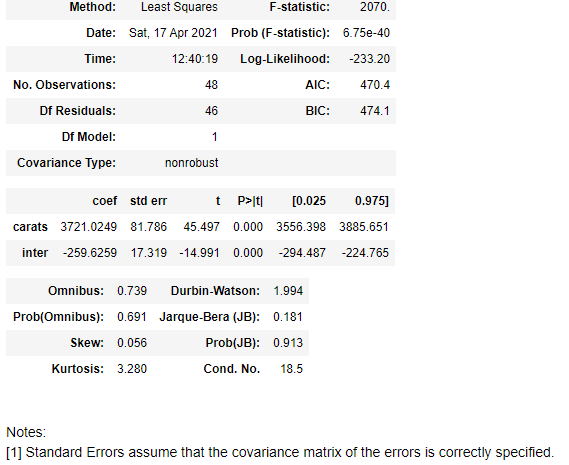 Method: Least Squares F-statistic: 2070.
Date: Sat, 17 Apr 2021 Prob (F-statistic): 6.75e-40
Time: 12:40:19 Log-Likelihood: -233.20
No. Observations: 48 AIC: 470.4
Df Residuals: 46 BIC: 474.1
Df Model: 1
Covariance Type: nonrobust
coef std err t P>|t| [0.025 0.975]
carats 3721.0249 81.786 45.497 0.000 3556.398 3885.651
inter -259.6259 17.319 -14.991 0.000 -294.487 -224.765
Omnibus: 0.739 Durbin-Watson: 1.994
Prob(Omnibus): 0.691 Jarque-Bera (JB): 0.181
Skew: 0.056 Prob(JB): 0.913
Kurtosis: 3.280 Cond. No. 18.5
Notes:
[1] Standard Errors assume that the covariance matrix of the errors is correctly specified.